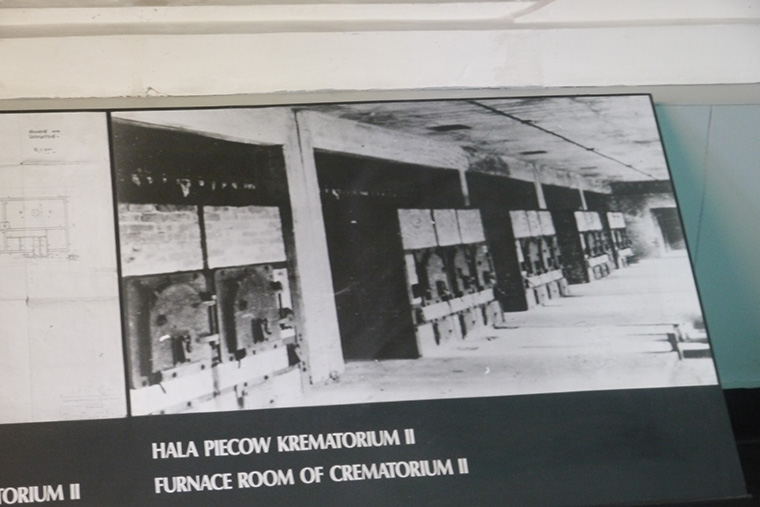 HALA PIECOW KREMATORIUM II
FURNACE ROOM OF CREMATORIUM II
TORIUM II